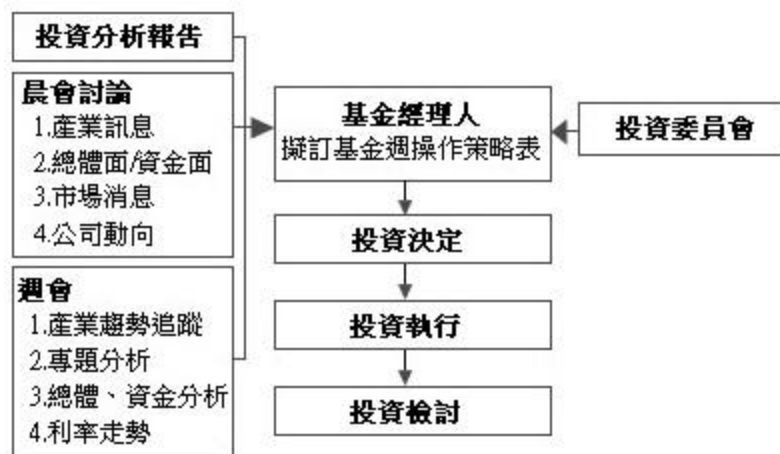 投資分析報告
晨會討論
1.產業訊息
2.總體面/資金面
3.市場消息
4.公司動向
週會
1.產業趨勢追蹤
2.專題分析
3.總體、資金分析
4.利率走勢
基金經理人
擬訂基金週操作策略表
投資委員會
投資決定
投資執行
投資檢討